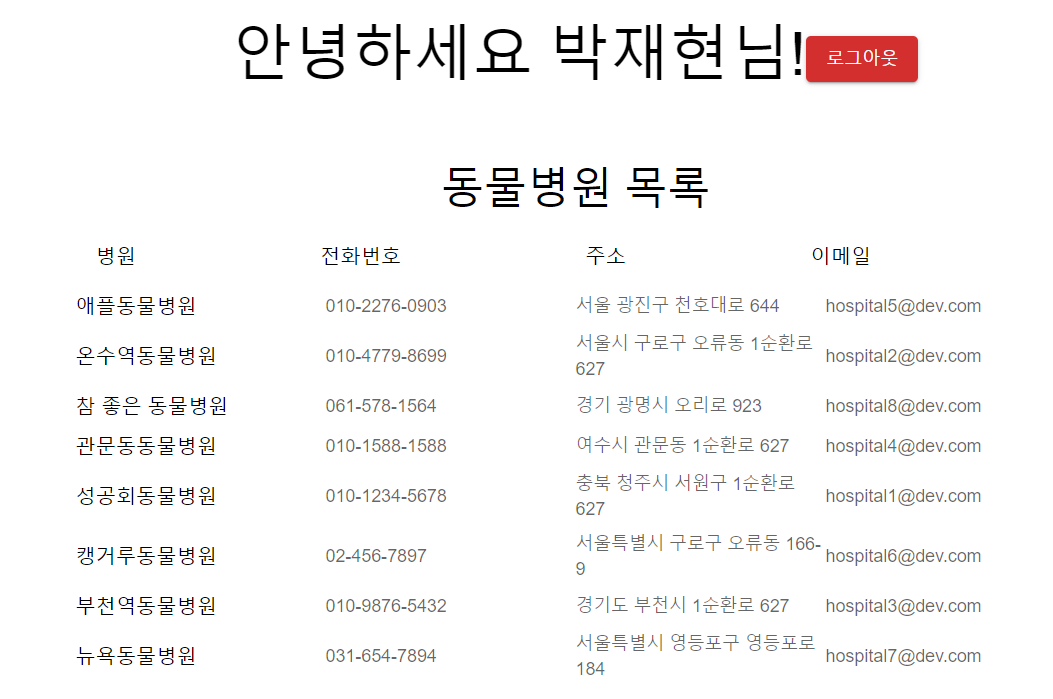 안녕하세요 박재현님! 로그아웃
동물병원 목록
병원 전화번호 주소 이메일
애플동물병원 010-2276-0903 서울 광진구 천호대로 644 hospital5@dev.com
온수역동물병원 010-4779-8699 서울시 구로구 오류동 1순환로
627 hospital2@dev.com
참 좋은 동물병원 061-578-1564 경기 광명시 오리로 923 hospital8@dev.com
관문동동물병원 010-1588-1588 여수시 관문동 1순환로 627 hospital4@dev.com
성공회동물병원 010-1234-5678 충북 청주시 서원구 1순환로
627 hospital1@dev.com
캥거루동물병원 02-456-7897 서울특별시 구로구 오류동 166-
9 hospital6@dev.com
부천역동물병원 010-9876-5432 경기도 부천시 1순환로 627 hospital3@dev.com
뉴욕동물병원 031-654-7894 서울특별시 영등포구 영등포로
184 hospital7@dev.com